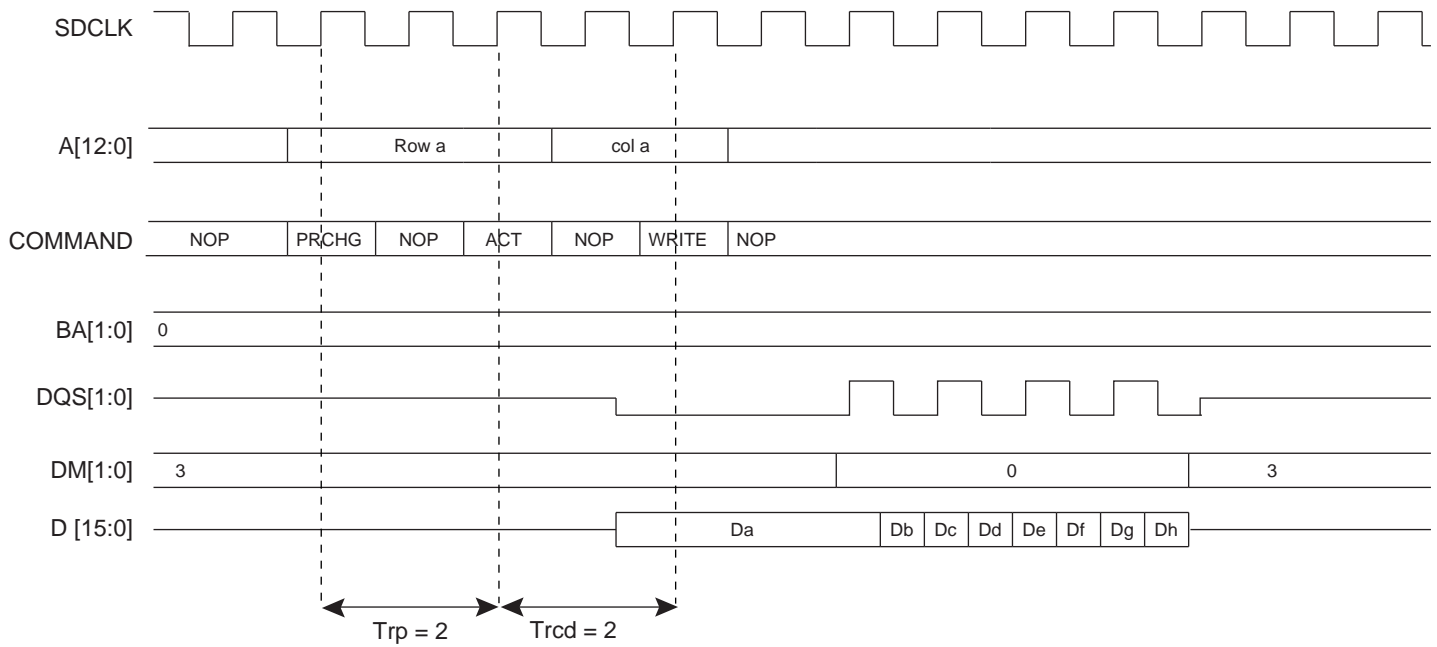 SDCLK
A[12:0] Row a col a
COMMAND NOP PRCHG NOP ACT NOP WRITE NOP
BA[1:0] 0
DQS[1:0]
DM[1:0] 3 0 3
D [15:0] Da Db Dc Dd De Df Dg Dh
Trp = 2 Trcd = 2